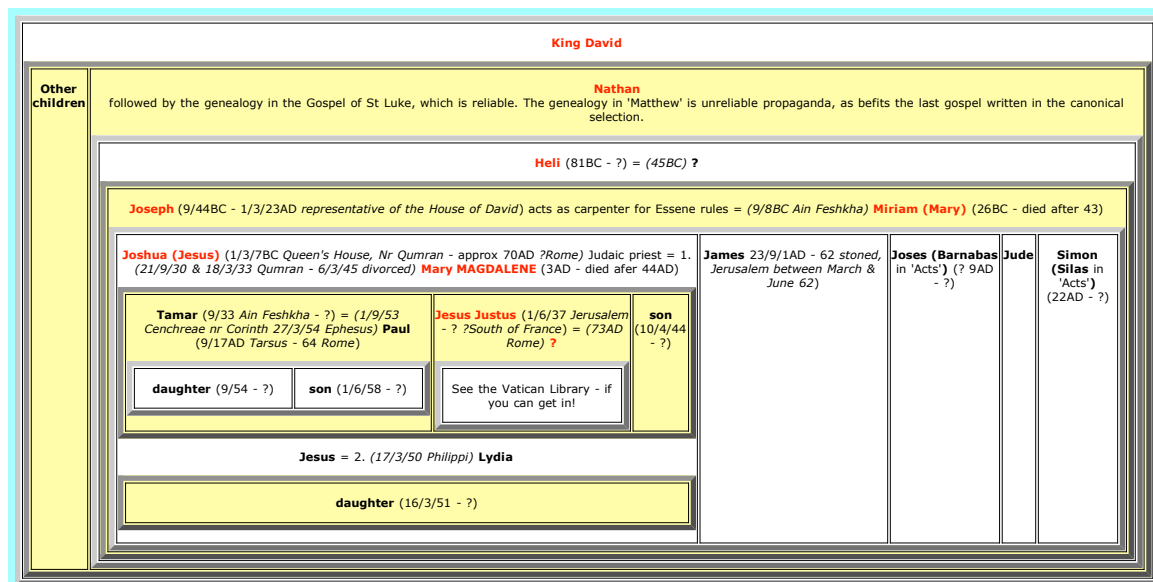 King David
Other
children
Nathan
followed by the genealogy in the Gospel of St Luke, which is reliable. The genealogy in 'Matthew' is unreliable propaganda, as befits the last gospel written in the canonical
selection.
Heli (81BC - ?) = (45BC) ?
Joseph (9/44BC - 1/3/23AD representative of the House of David) acts as carpenter for Essene rules = (9/8BC Ain Feshkha) Miriam (Mary) (26BC - died after 43)
Joshua (Jesus) (1/3/7BC Queen's House, Nr Qumran - approx 70AD ?Rome) Judaic priest = 1.
(21/9/30 & 18/3/33 Qumran - 6/3/45 divorced) Mary MAGDALENE (3AD - died afer 44AD)
Tamar (9/33 Ain Feshkha - ?) = (1/9/53
Cenchreae nr Corinth 27/3/54 Ephesus) Paul
(9/17AD Tarsus - 64 Rome)
daughter (9/54 - ?)
son (1/6/58 - ?)
Jesus Justus (1/6/37 Jerusalem
- ? ?South of France) = (73AD
Rome) ?
See the Vatican Library - if
you can get in!
son
(10/4/44
- ?)
Jesus = 2. (17/3/50 Philippi) Lydia
daughter (16/3/51 - ?)
James 23/9/1AD - 62 stoned,
Jerusalem between March &
June 62)
Joses (Barnabas
in 'Acts') (? 9AD
- ?)
Jude
Simon
(Silas in
'Acts')
(22AD - ?)